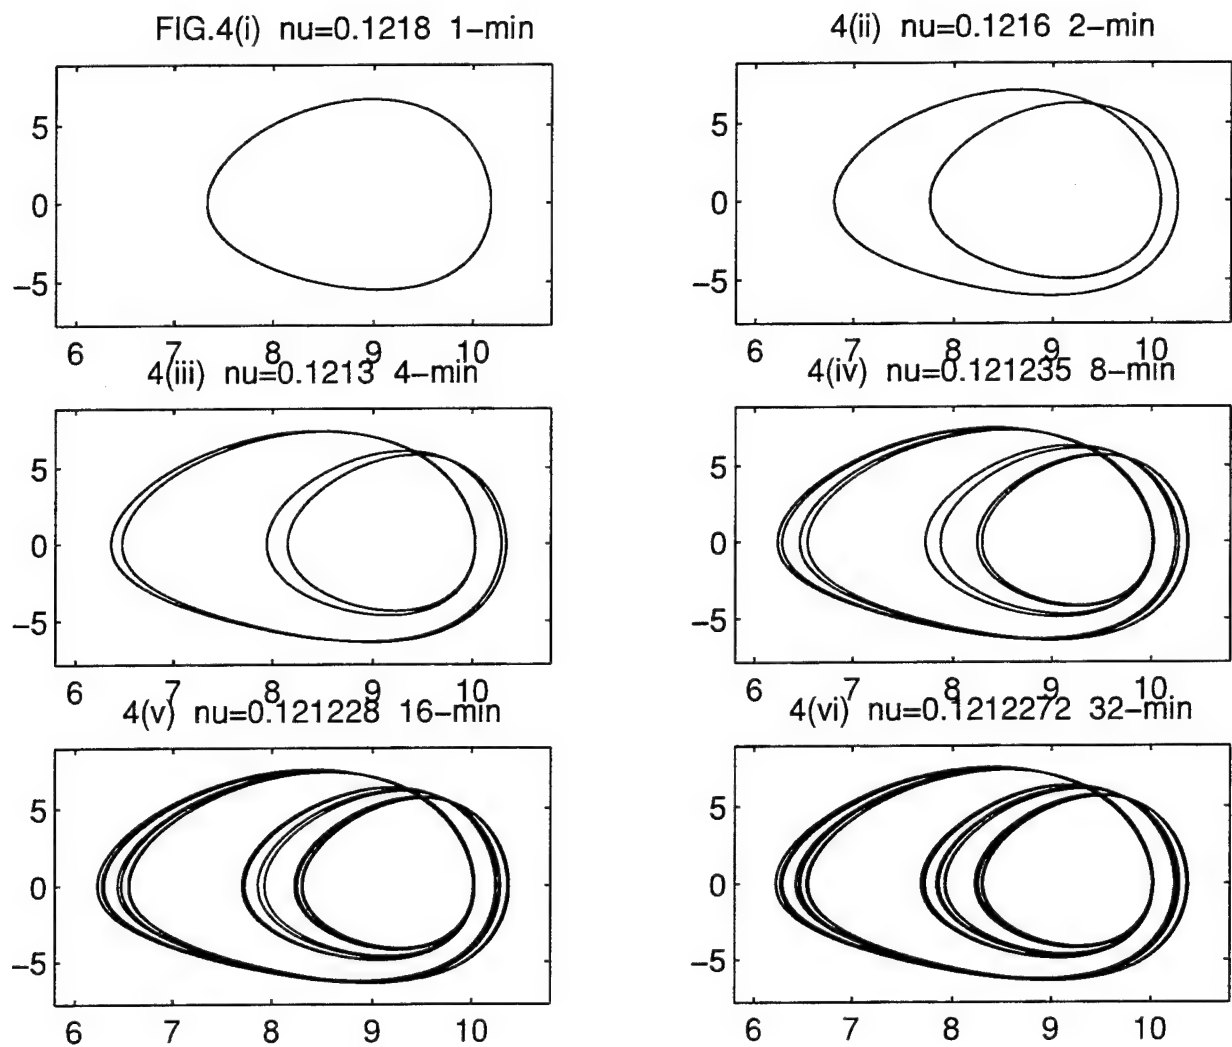 FIG.4(i) nu=0.1218 1-min
4(ii) nu=0.1216 2-min
5
0
-5
6 7 8 9 10
5
0
-5
6 7 8 9 10
4(iii) nu=0.1213 4-min
4(iv) nu=0.121235 8-min
5
0
-5
6 7 8 9 10
5
0
-5
6 7 8 9 10
4(v) nu=0.121228 16-min
4(vi) nu=0.1212272 32-min
5
0
-5
6 7 8 9 10
5
0
-5
6 7 8 9 10